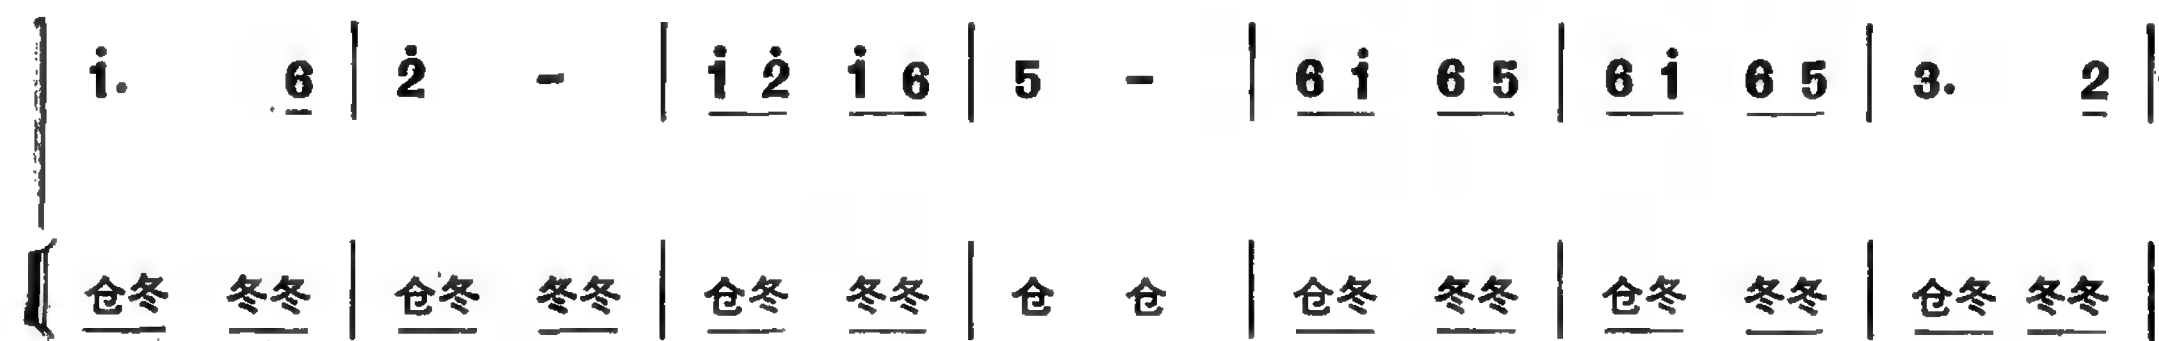 i̇. 6 | 2̇ - | i̇ 2̇ i̇ 6 | 5 - | 6 i̇ 6 5 | 6 i̇ 6 5 | 3. 2 |
仓冬 冬冬 | 仓冬 冬冬 | 仓冬 冬冬 | 仓 仓 | 仓冬 冬冬 | 仓冬 冬冬 | 仓冬 冬冬 |